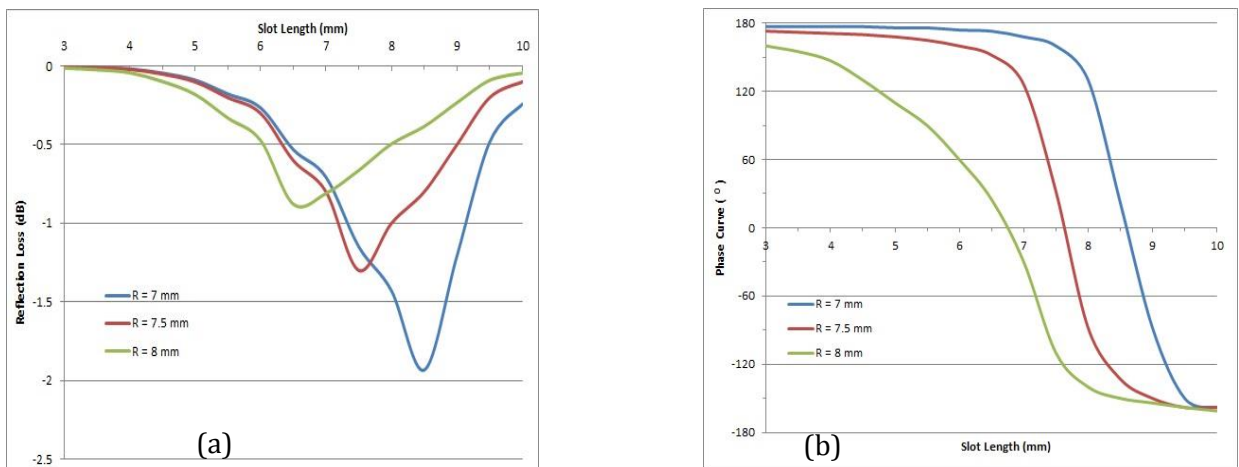 Slot Length (mm)
3 4 5 6 7 8 9 10
0
-0.5
-1
-1.5
-2
-2.5
Reflection Loss (dB)
R = 7 mm
R = 7.5 mm
R = 8 mm
(a)
180
120
60
0
-60
-120
-180
Phase Curve ( ° )
3 4 5 6 7 8 9 10
R = 7 mm
R = 7.5 mm
R = 8 mm
Slot Length (mm)
(b)